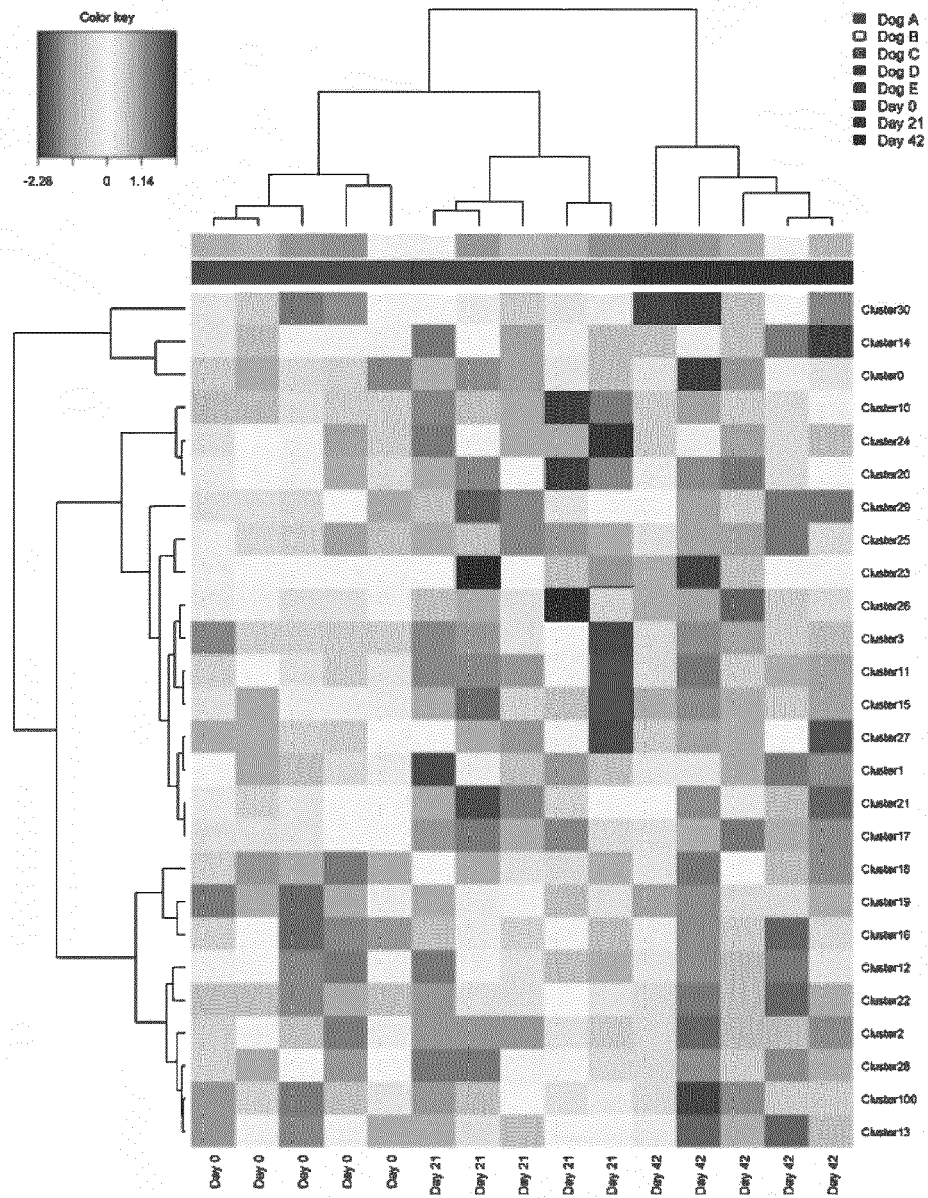 Color key
-2.28 0 1.14
Dog A
Dog B
Dog C
Dog D
Dog E
Day 0
Day 21
Day 42
Cluster30
Cluster14
Cluster0
Cluster10
Cluster24
Cluster20
Cluster29
Cluster25
Cluster23
Cluster26
Cluster3
Cluster11
Cluster15
Cluster27
Cluster1
Cluster21
Cluster17
Cluster18
Cluster19
Cluster16
Cluster12
Cluster22
Cluster2
Cluster28
Cluster100
Cluster13
Day 0 Day 0 Day 0 Day 0 Day 0 Day 21 Day 21 Day 21 Day 21 Day 21 Day 42 Day 42 Day 42 Day 42 Day 42